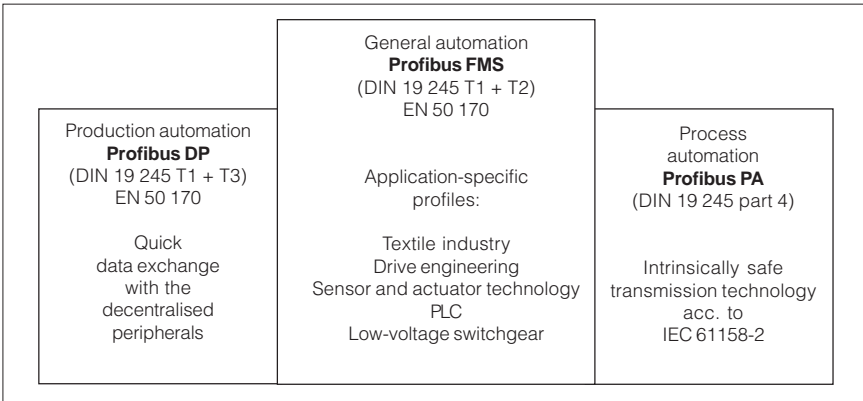 Production automation
Profibus DP
(DIN 19 245 T1 + T3)
EN 50 170
Quick
data exchange
with the
decentralised
peripherals
General automation
Profibus FMS
(DIN 19 245 T1 + T2)
EN 50 170
Application-specific
profiles:
Textile industry
Drive engineering
Sensor and actuator technology
PLC
Low-voltage switchgear
Process
automation
Profibus PA
(DIN 19 245 part 4)
Intrinsically safe
transmission technology
acc. to
IEC 61158-2